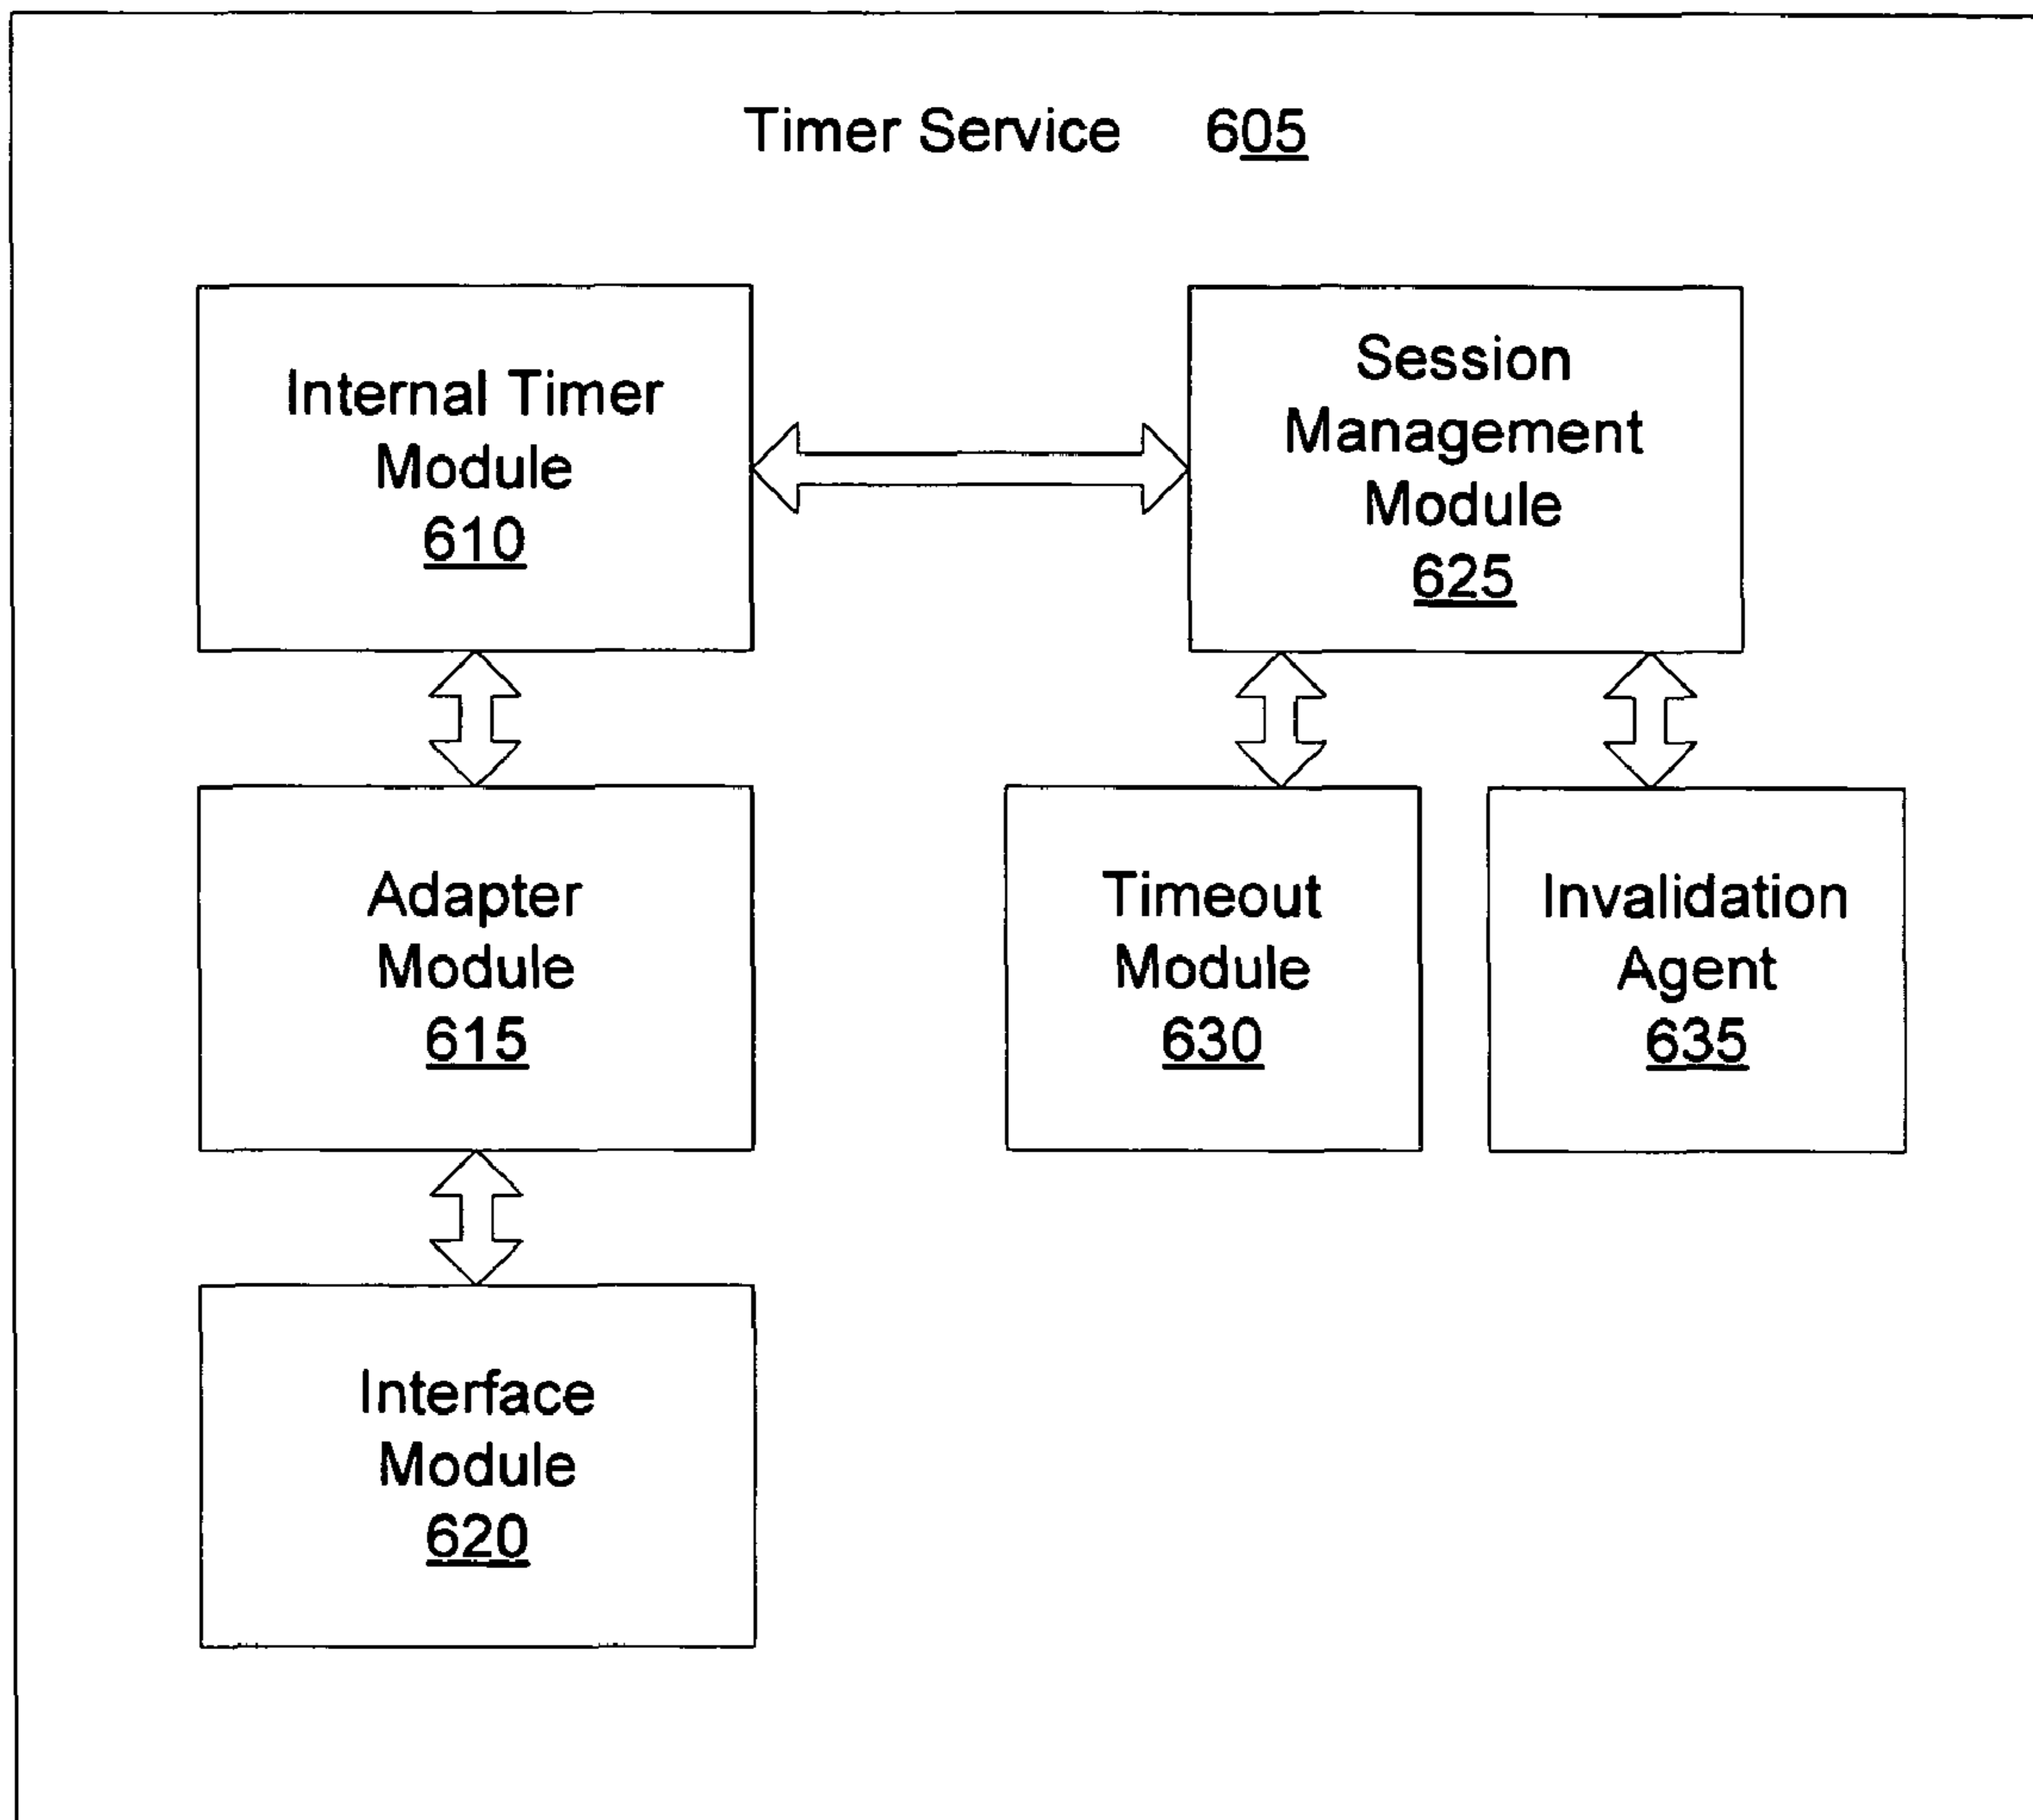 Timer Service 605
Internal Timer
Module
610
Session
Management
Module
625
Adapter
Module
615
Timeout
Module
630
Invalidation
Agent
635
Interface
Module
620